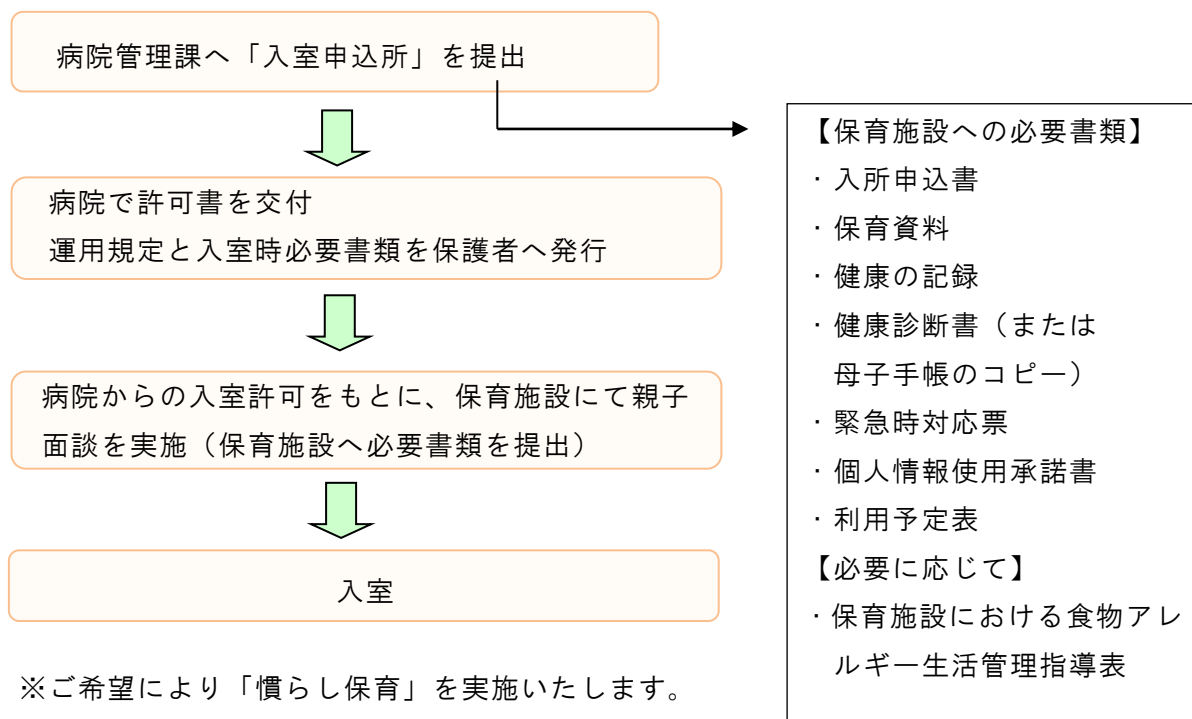 病院管理課へ「入室申込所」を提出
病院で許可書を交付
運用規定と入室時必要書類を保護者へ発行
病院からの入室許可をもとに、保育施設にて親子
面談を実施（保育施設へ必要書類を提出）
入室
※ご希望により「慣らし保育」を実施いたします。
【保育施設への必要書類】
・入所申込書
・保育資料
・健康の記録
・健康診断書（または
母子手帳のコピー）
・緊急時対応票
・個人情報使用承諾書
・利用予定表
【必要に応じて】
・保育施設における食物アレ
ルギー生活管理指導表